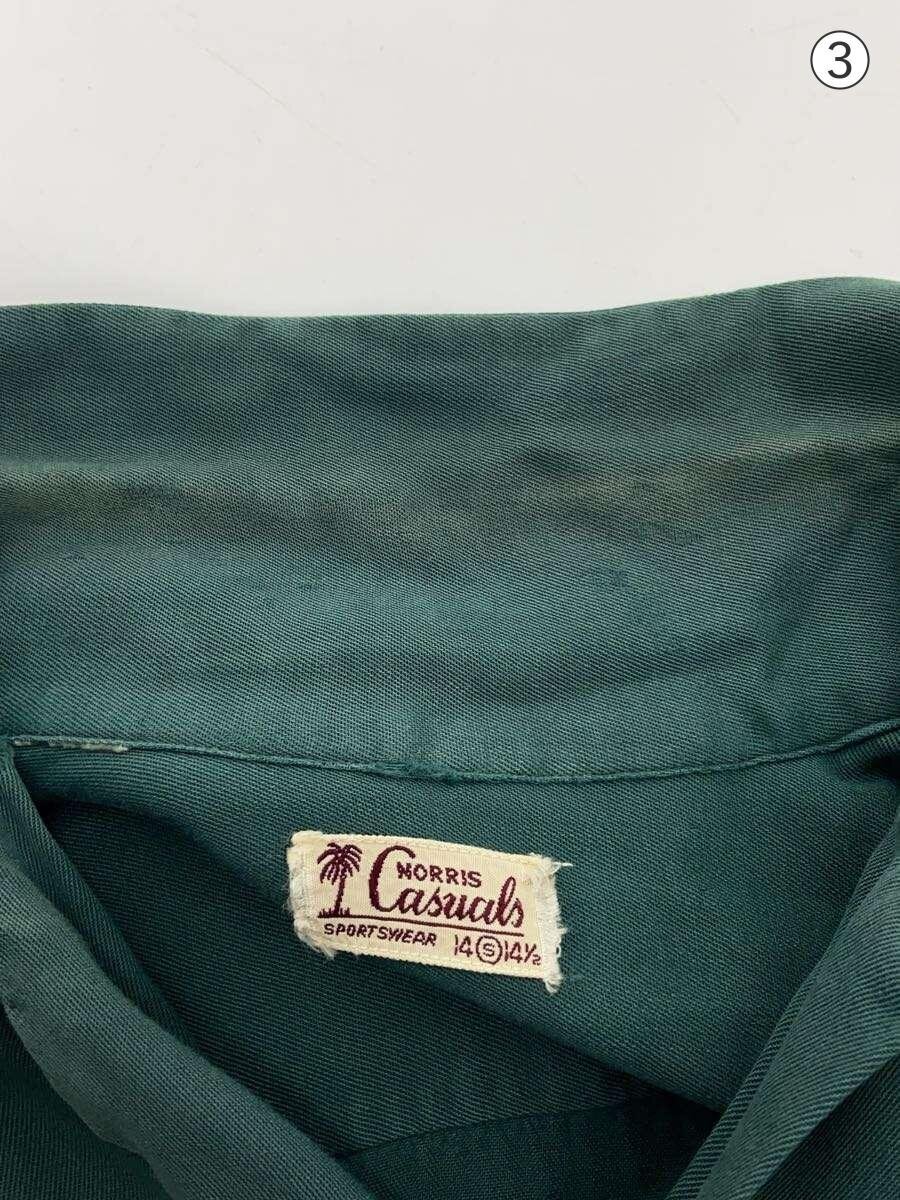 ③
NORRIS
Casuals
SPORTSWEAR 14 Ⓢ 14½